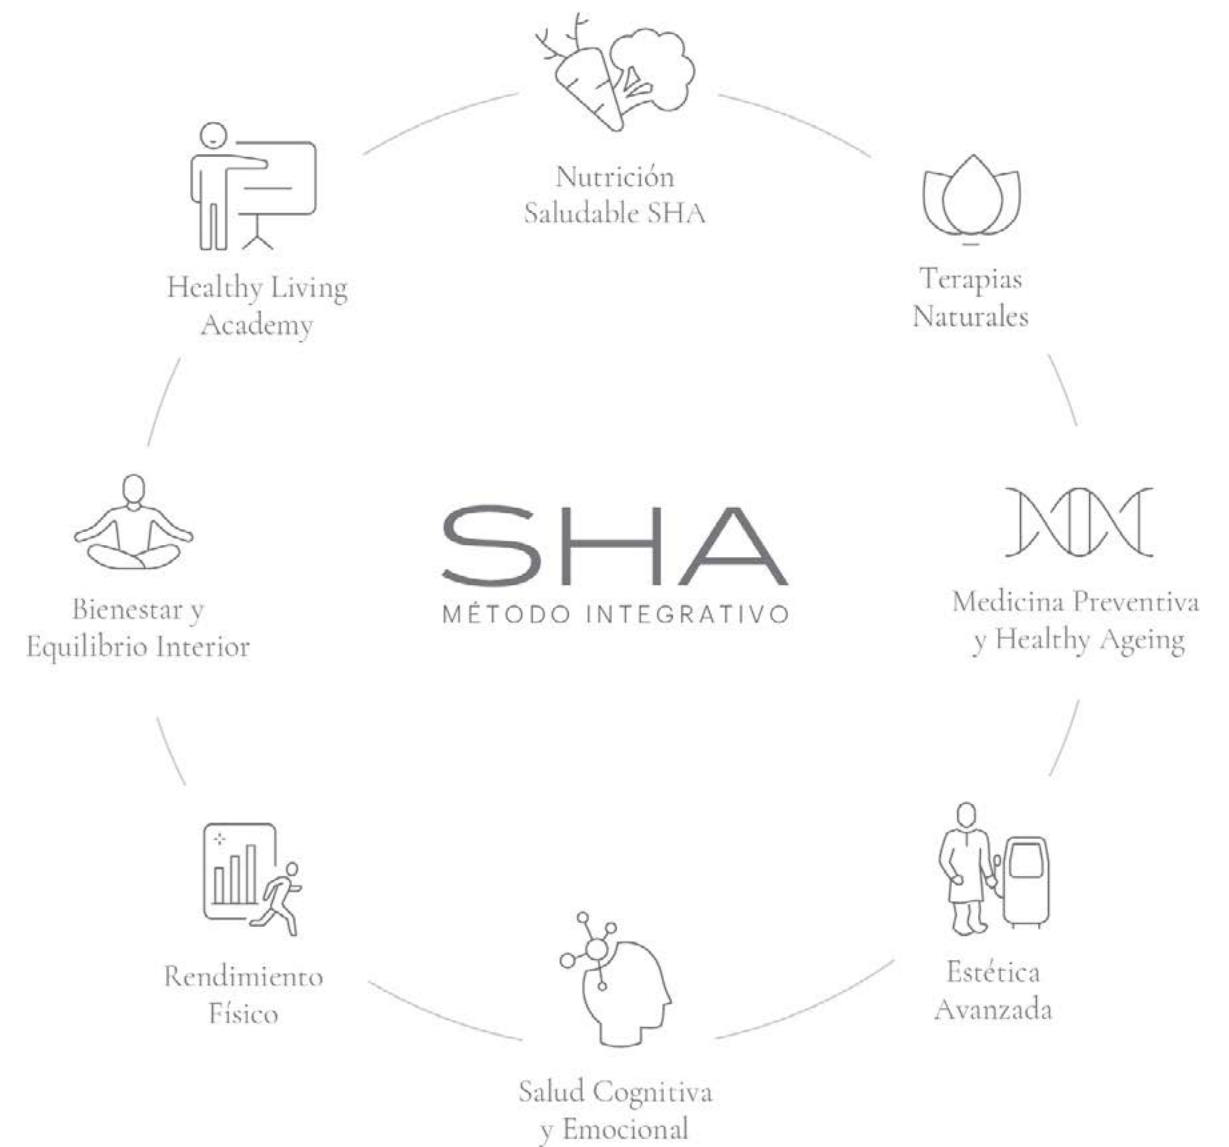 Nutrición
Saludable SHA
Terapias
Naturales
Medicina Preventiva
y Healthy Ageing
Estética
Avanzada
Salud Cognitiva
y Emocional
Rendimiento
Físico
Bienestar y
Equilibrio Interior
Healthy Living
Academy
SHA
MÉTODO INTEGRATIVO